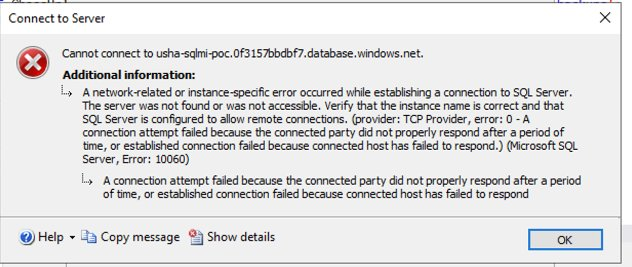 Connect to Server
Cannot connect to usha-sqlmi-poc.0f3157bbdbf7.database.windows.net.
Additional information:
A network-related or instance-specific error occurred while establishing a connection to SQL Server.
The server was not found or was not accessible. Verify that the instance name is correct and that
SQL Server is configured to allow remote connections. (provider: TCP Provider, error: 0 - A
connection attempt failed because the connected party did not properly respond after a period of
time, or established connection failed because connected host has failed to respond.) (Microsoft SQL
Server, Error: 10060)
A connection attempt failed because the connected party did not properly respond after a period
of time, or established connection failed because connected host has failed to respond
Help Copy message Show details OK